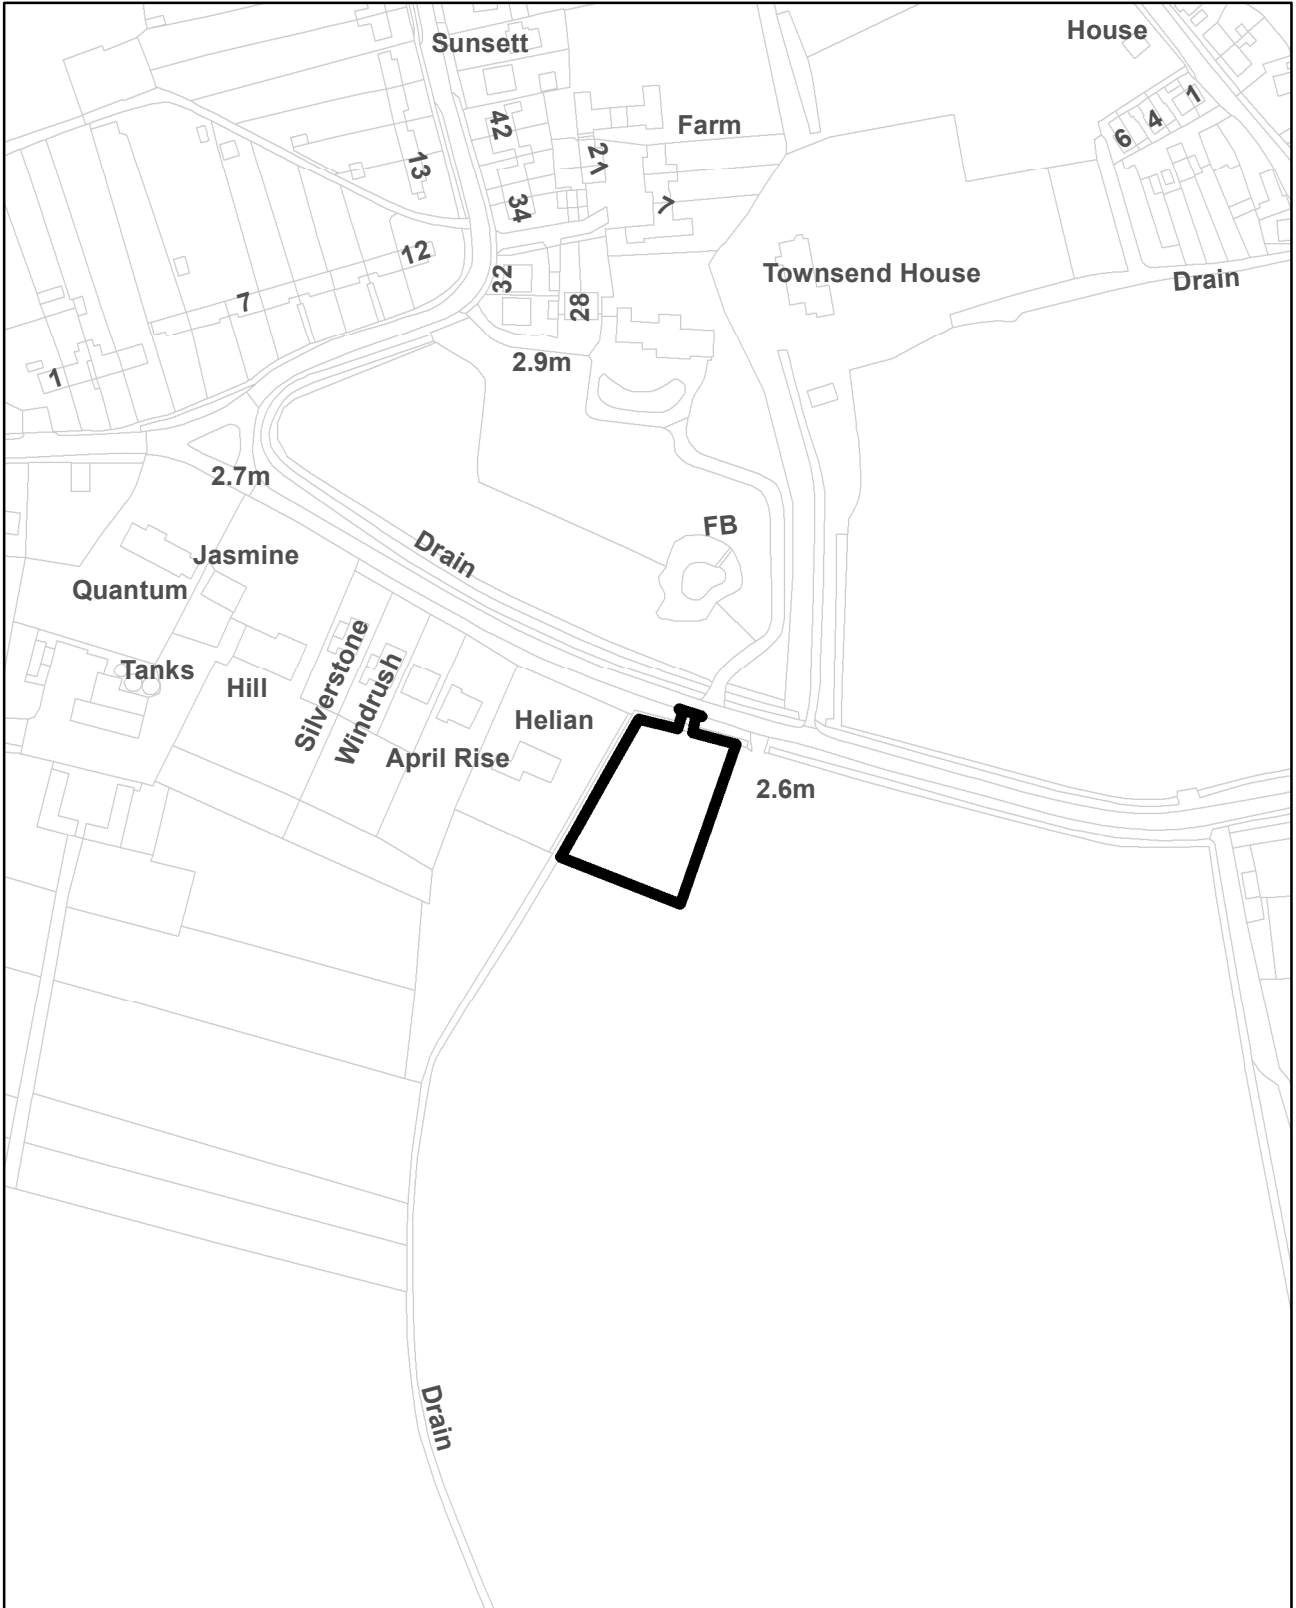 House
Sunsett
42
Farm
1
4
6
13
21
34
7
12
Townsend House
Drain
32
7
28
2.9m
1
2.7m
FB
Drain
Jasmine
Quantum
Silverstone
Windrush
Tanks
Hill
Helian
April Rise
2.6m
Drain